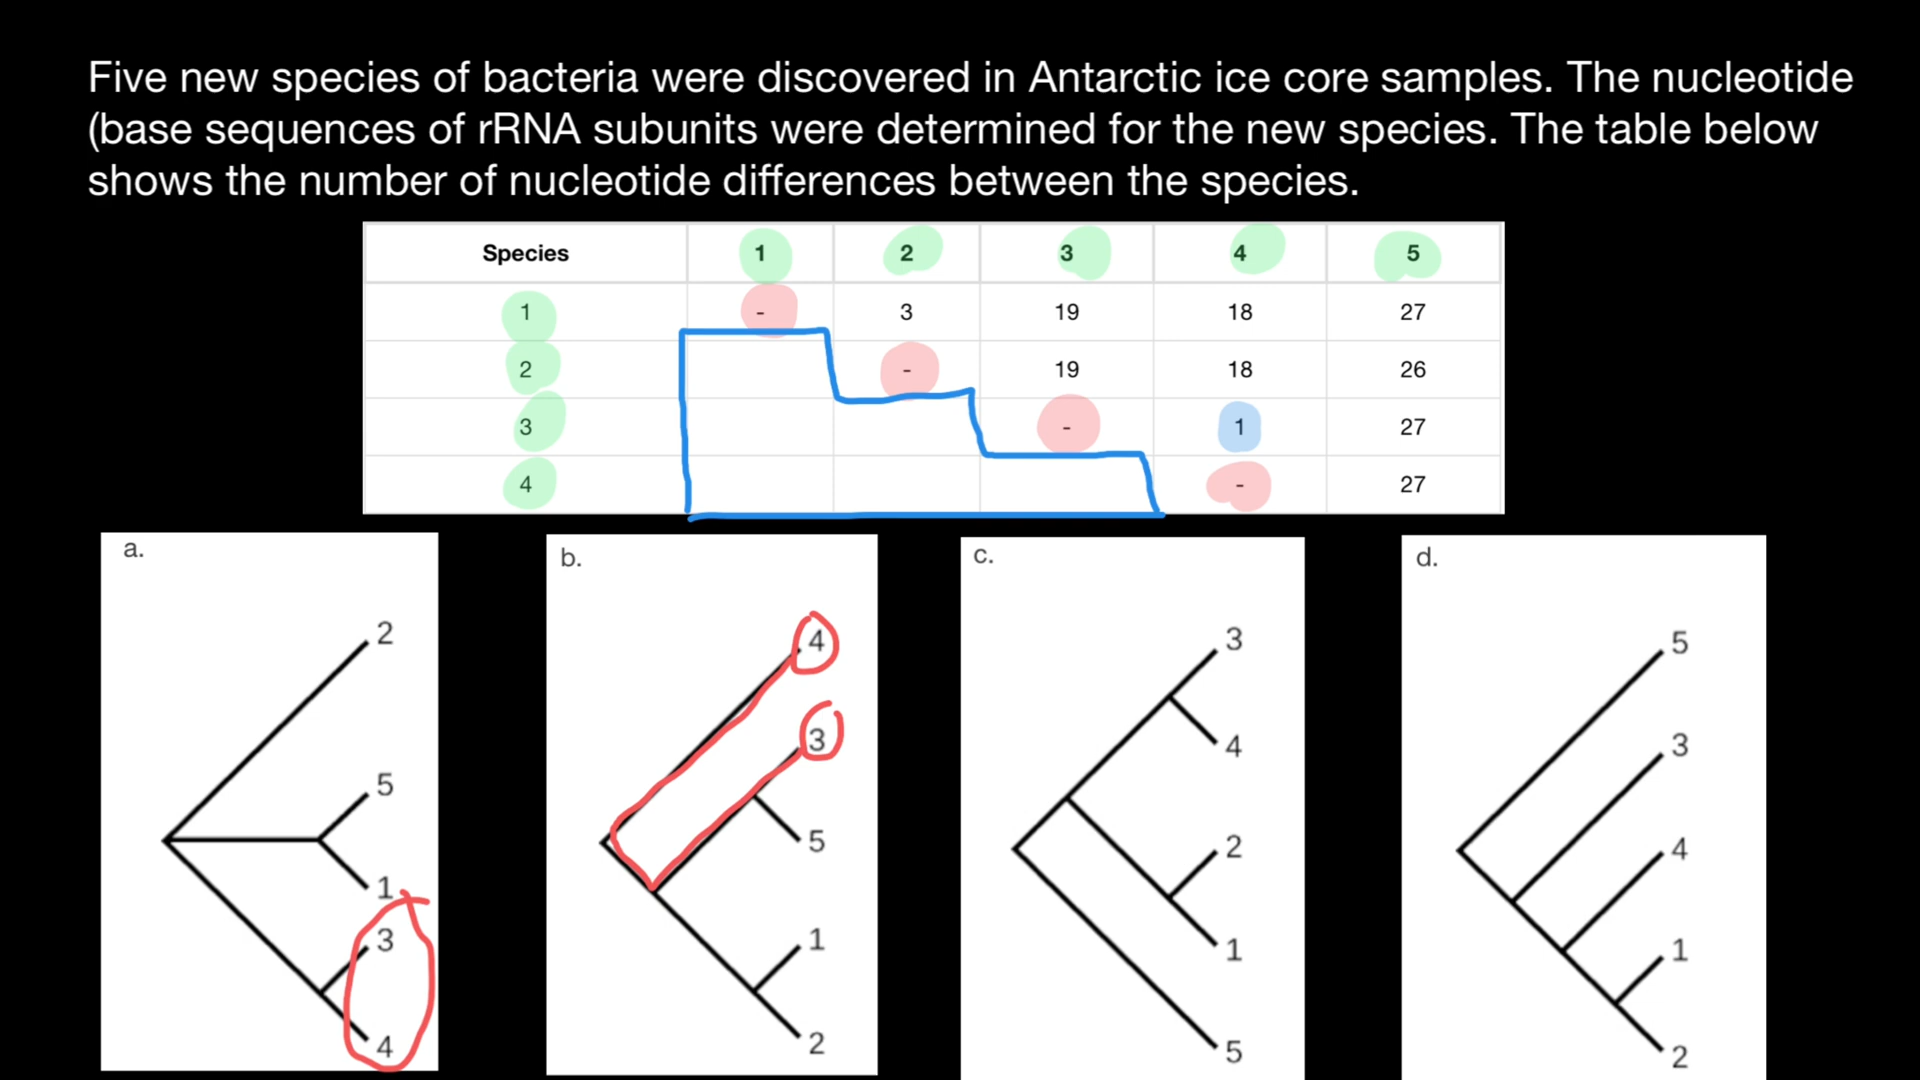 Five new species of bacteria were discovered in Antarctic ice core samples. The nucleotide
(base sequences of rRNA subunits were determined for the new species. The table below
shows the number of nucleotide differences between the species.
Species 1 2 3 4 5
1 - 3 19 18 27
2 - 19 18 26
3 - 1 27
4 - 27
a.
2
5
1
3
4
b.
4
3
5
1
2
c.
3
4
2
1
5
d.
5
3
4
1
2